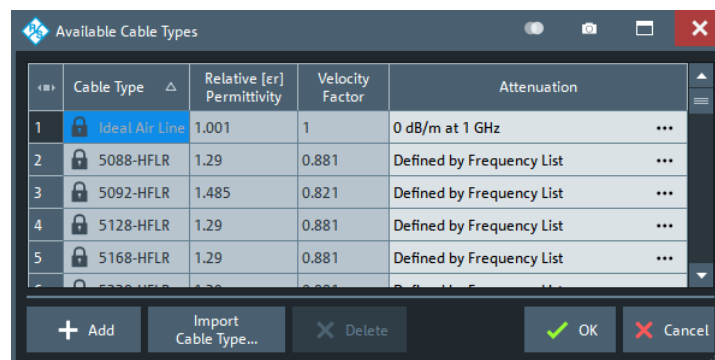 Available Cable Types
Cable Type Relative [εr] Permittivity Velocity Factor Attenuation
1 Ideal Air Line 1.001 1 0 dB/m at 1 GHz ...
2 5088-HFLR 1.29 0.881 Defined by Frequency List ...
3 5092-HFLR 1.485 0.821 Defined by Frequency List ...
4 5128-HFLR 1.29 0.881 Defined by Frequency List ...
5 5168-HFLR 1.29 0.881 Defined by Frequency List ...
Add Import Cable Type... Delete OK Cancel